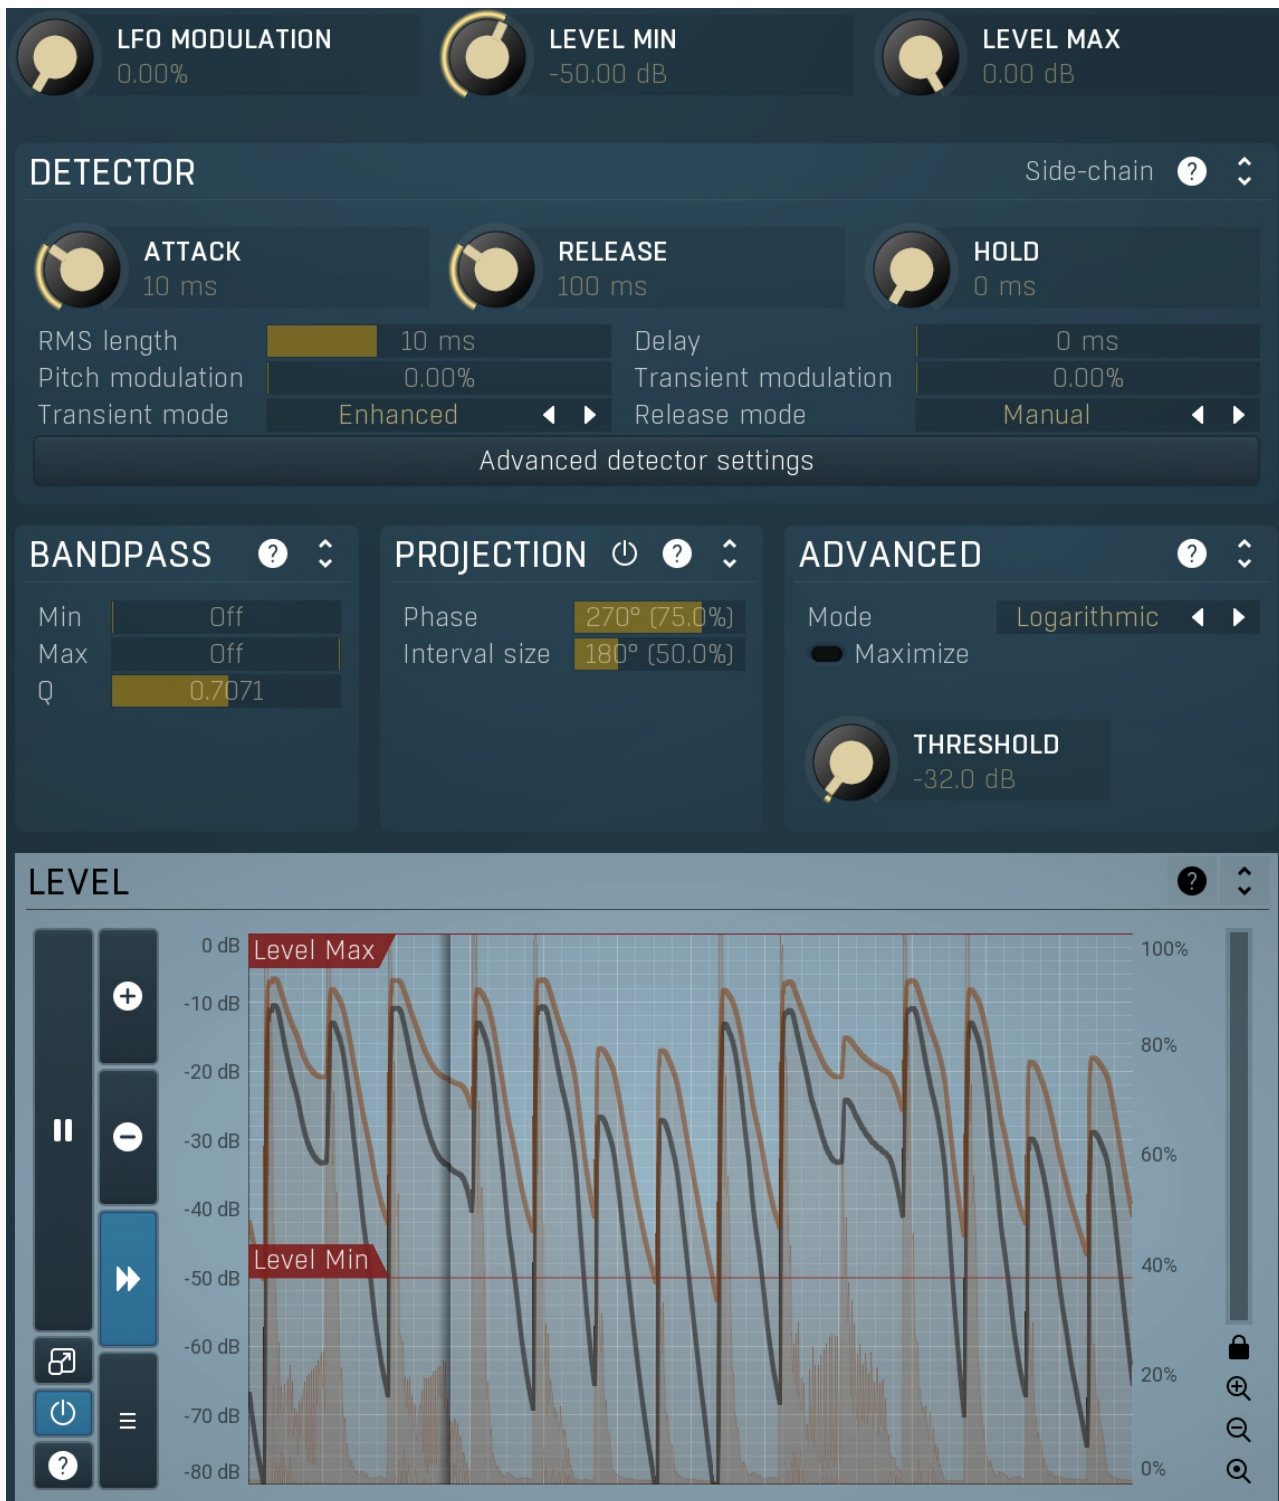 LFO MODULATION
0.00%
LEVEL MIN
-50.00 dB
LEVEL MAX
0.00 dB
DETECTOR
Side-chain
?
ATTACK
10 ms
RELEASE
100 ms
HOLD
0 ms
RMS length 10 ms
Delay 0 ms
Pitch modulation 0.00%
Transient modulation 0.00%
Transient mode Enhanced
Release mode Manual
Advanced detector settings
BANDPASS ?
Min Off
Max Off
Q 0.7071
PROJECTION ?
Phase 270° (75.0%)
Interval size 180° (50.0%)
ADVANCED ?
Mode Logarithmic
Maximize
THRESHOLD
-32.0 dB
LEVEL ?
0 dB
-10 dB
-20 dB
-30 dB
-40 dB
-50 dB
-60 dB
-70 dB
-80 dB
Level Max
Level Min
100%
80%
60%
40%
20%
0%
?